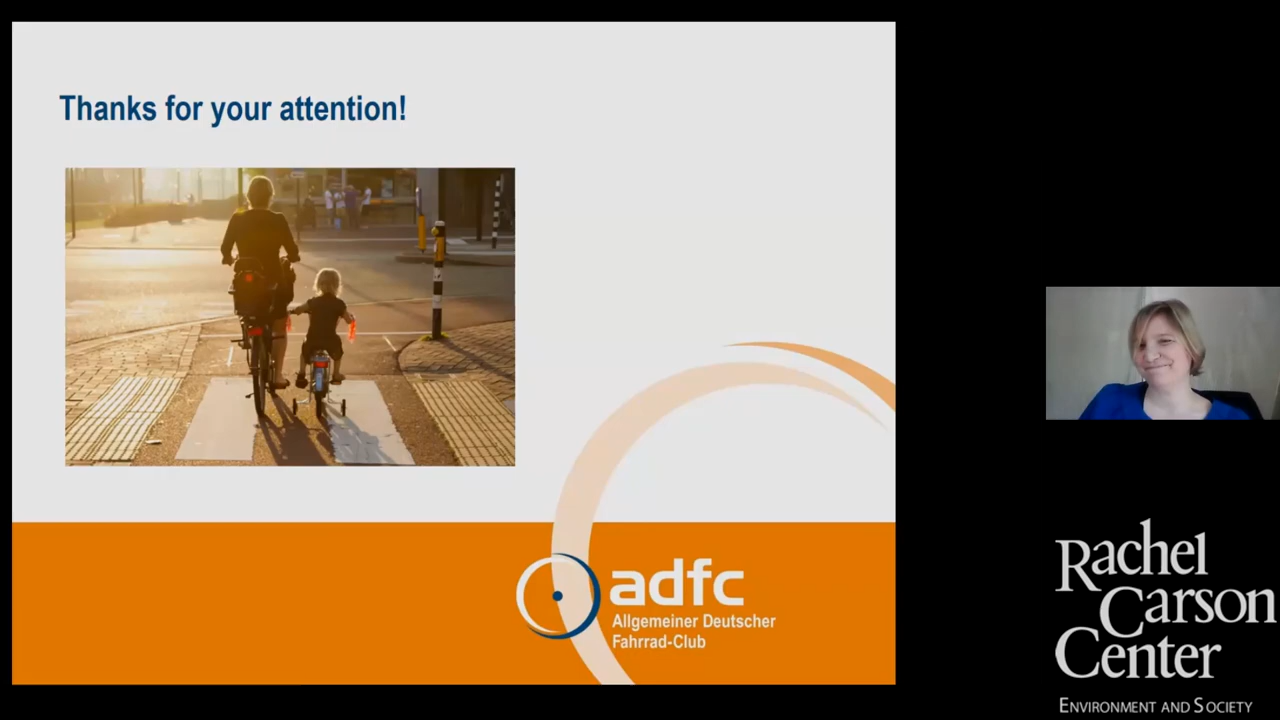 Thanks for your attention!
adfc
Allgemeiner Deutscher
Fahrrad-Club
Rachel
Carson
Center
ENVIRONMENT AND SOCIETY